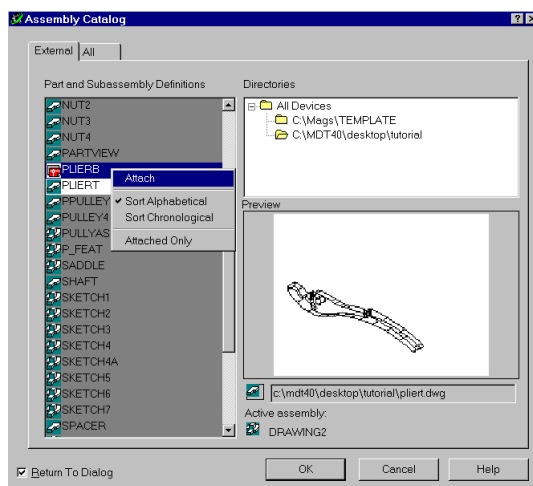 Assembly Catalog
External
All
Part and Subassembly Definitions
NUT2
NUT3
NUT4
PARTVIEW
PLIERB
PLIERT
PPULLEY
PULLEY4
PULLYAS
P_FEAT
SADDLE
SHAFT
SKETCH1
SKETCH2
SKETCH3
SKETCH4
SKETCH4A
SKETCH5
SKETCH6
SKETCH7
SPACER
Attach
Sort Alphabetical
Sort Chronological
Attached Only
Directories
All Devices
C:\Mags\TEMPLATE
C:\MDT40\desktop\tutorial
Preview
c:\mdt40\desktop\tutorial\pliert.dwg
Active assembly:
DRAWING2
Return To Dialog
OK
Cancel
Help